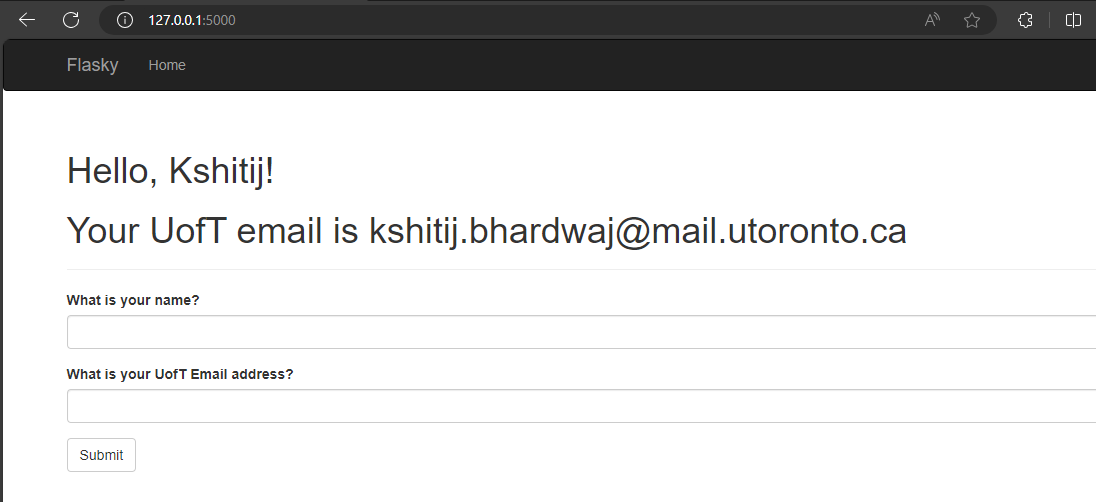 127.0.0.1:5000
Flasky Home
Hello, Kshitij!
Your UofT email is kshitij.bhardwaj@mail.utoronto.ca
What is your name?
What is your UofT Email address?
Submit